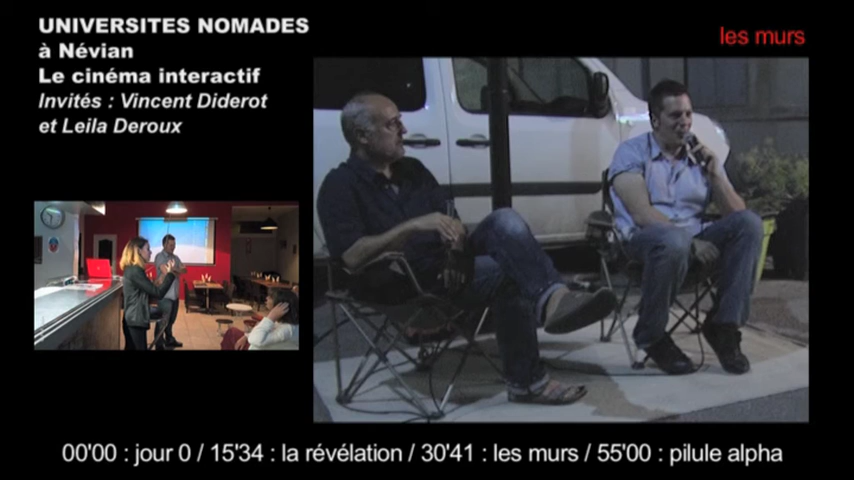 UNIVERSITES NOMADES
à Névian
Le cinéma interactif
Invités : Vincent Diderot
et Leila Deroux
les murs
00'00 : jour 0 / 15'34 : la révélation / 30'41 : les murs / 55'00 : pilule alpha